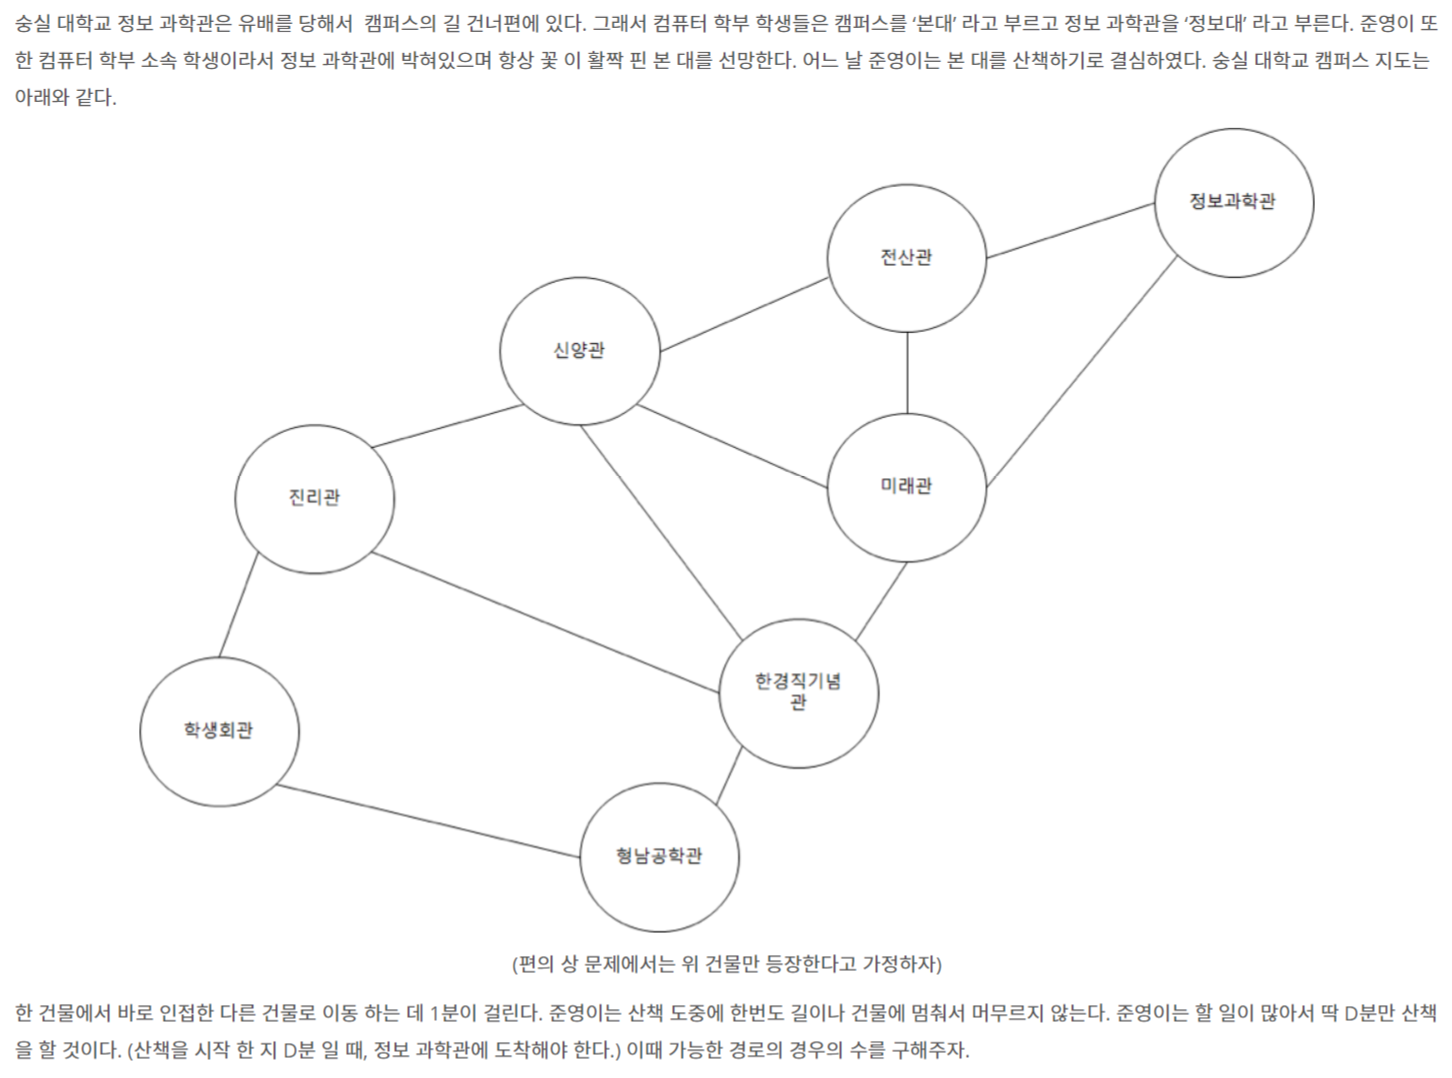 숭실 대학교 정보 과학관은 유배를 당해서 캠퍼스의 길 건너편에 있다. 그래서 컴퓨터 학부 학생들은 캠퍼스를 ‘본대’ 라고 부르고 정보 과학관을 ‘정보대’ 라고 부른다. 준영이 또
한 컴퓨터 학부 소속 학생이라서 정보 과학관에 박혀있으며 항상 꽃 이 활짝 핀 본 대를 선망한다. 어느 날 준영이는 본 대를 산책하기로 결심하였다. 숭실 대학교 캠퍼스 지도는
아래와 같다.
정보과학관
전산관
신양관
미래관
진리관
한경직기념
관
학생회관
형남공학관
(편의 상 문제에서는 위 건물만 등장한다고 가정하자)
한 건물에서 바로 인접한 다른 건물로 이동 하는 데 1분이 걸린다. 준영이는 산책 도중에 한번도 길이나 건물에 멈춰서 머무르지 않는다. 준영이는 할 일이 많아서 딱 D분만 산책
을 할 것이다. (산책을 시작 한 지 D분 일 때, 정보 과학관에 도착해야 한다.) 이때 가능한 경로의 경우의 수를 구해주자.